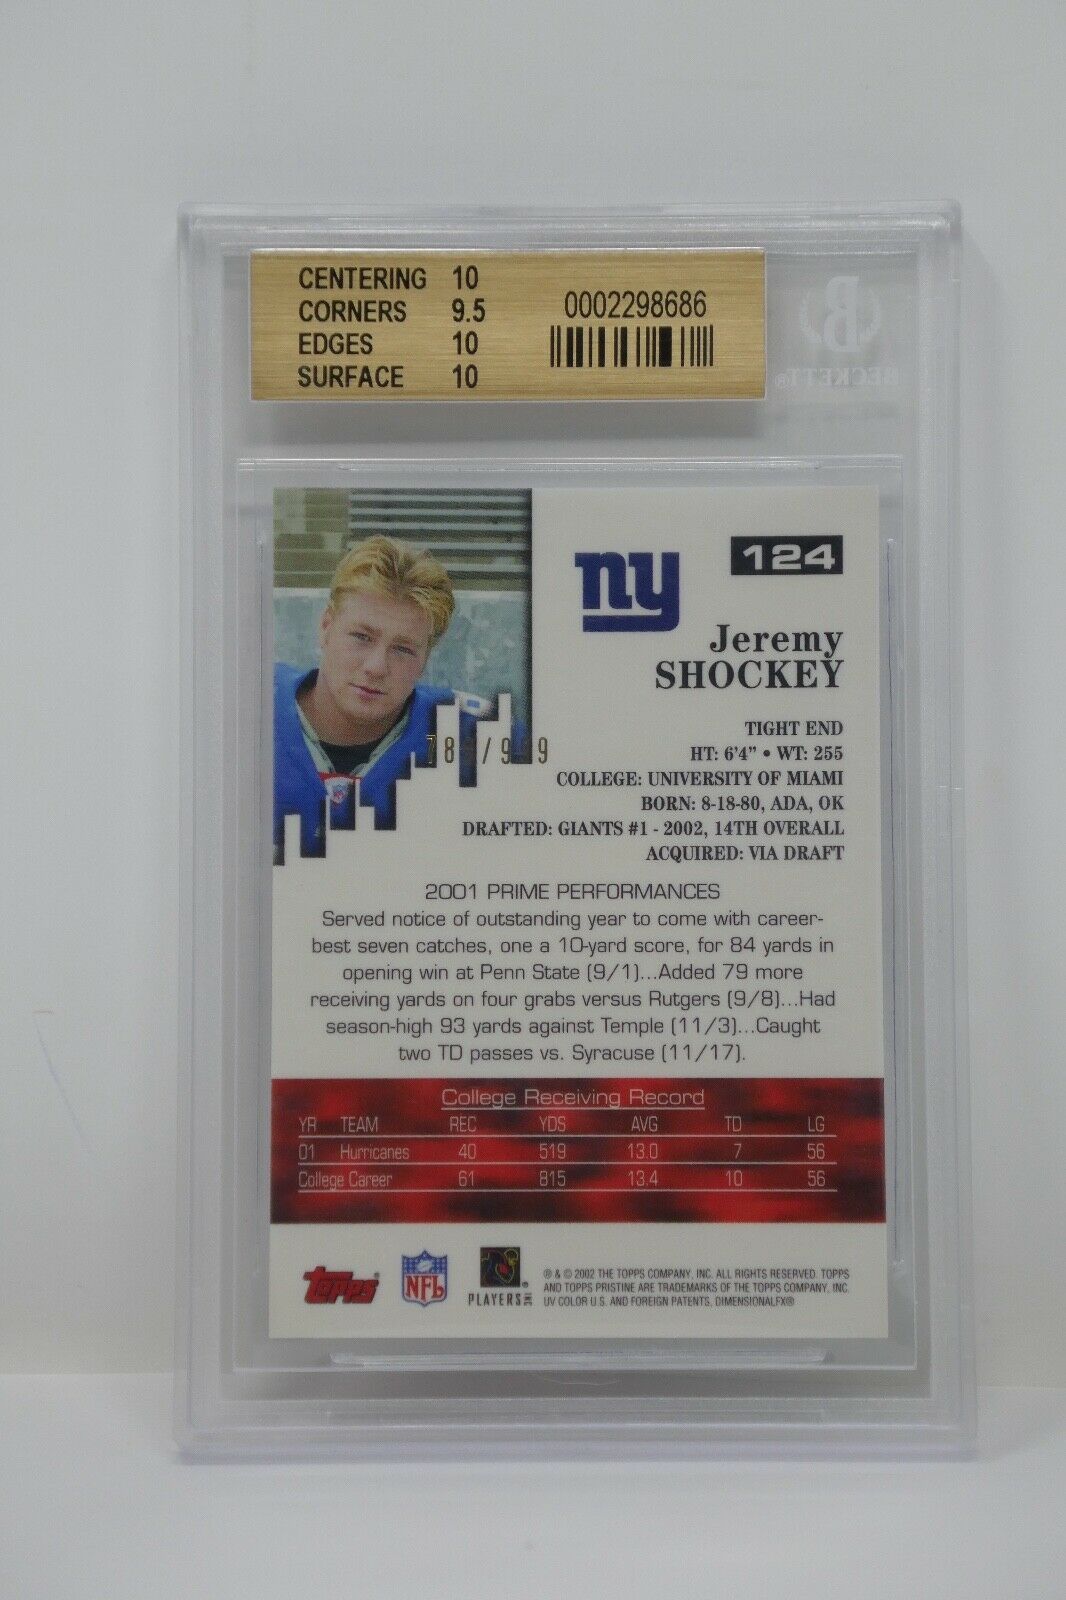 CENTERING 10
CORNERS 9.5
EDGES 10
SURFACE 10
0002298686
BECKETT®
124
ny
Jeremy
SHOCKEY
TIGHT END
HT: 6'4" • WT: 255
COLLEGE: UNIVERSITY OF MIAMI
BORN: 8-18-80, ADA, OK
DRAFTED: GIANTS #1 - 2002, 14TH OVERALL
ACQUIRED: VIA DRAFT
2001 PRIME PERFORMANCES
Served notice of outstanding year to come with career-
best seven catches, one a 10-yard score, for 84 yards in
opening win at Penn State (9/1)...Added 79 more
receiving yards on four grabs versus Rutgers (9/8)...Had
season-high 93 yards against Temple (11/3)...Caught
two TD passes vs. Syracuse (11/17).
College Receiving Record
YR TEAM REC YDS AVG TD LG
01 Hurricanes 40 519 13.0 7 56
College Career 61 815 13.4 10 56
TOPPS
NFL
PLAYERS INC
® & © 2002 THE TOPPS COMPANY, INC. ALL RIGHTS RESERVED. TOPPS
AND TOPPS PRISTINE ARE TRADEMARKS OF THE TOPPS COMPANY, INC.
UV COLOR U.S. AND FOREIGN PATENTS. DIMENSIONALFX®